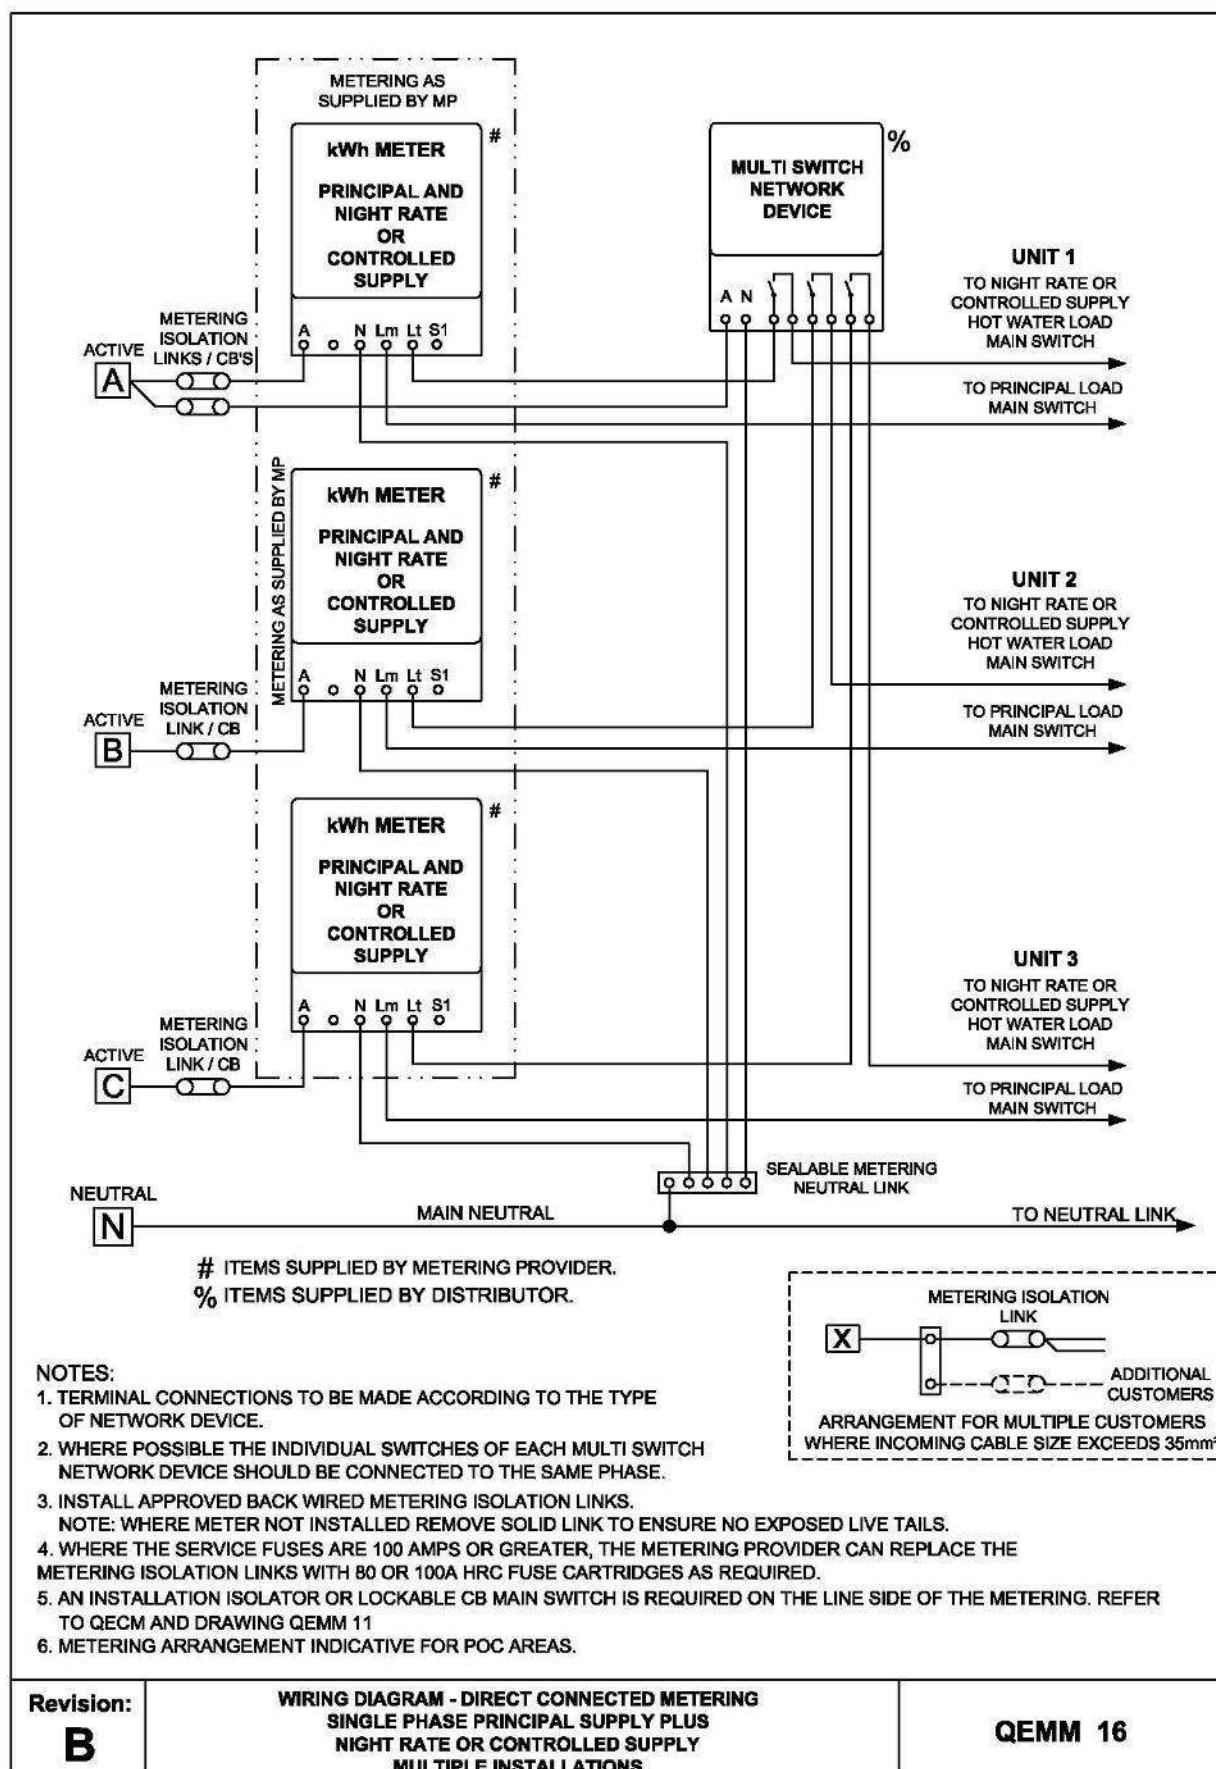 METERING AS
SUPPLIED BY MP
kWh METER
#
PRINCIPAL AND
NIGHT RATE
OR
CONTROLLED
SUPPLY
A N Lm Lt S1
METERING
ISOLATION
LINKS / CB'S
ACTIVE
A
MULTI SWITCH
NETWORK
DEVICE
%
A N
UNIT 1
TO NIGHT RATE OR
CONTROLLED SUPPLY
HOT WATER LOAD
MAIN SWITCH
TO PRINCIPAL LOAD
MAIN SWITCH
METERING AS SUPPLIED BY MP
kWh METER
#
PRINCIPAL AND
NIGHT RATE
OR
CONTROLLED
SUPPLY
A N Lm Lt S1
METERING
ISOLATION
LINK / CB
ACTIVE
B
UNIT 2
TO NIGHT RATE OR
CONTROLLED SUPPLY
HOT WATER LOAD
MAIN SWITCH
TO PRINCIPAL LOAD
MAIN SWITCH
kWh METER
#
PRINCIPAL AND
NIGHT RATE
OR
CONTROLLED
SUPPLY
A N Lm Lt S1
METERING
ISOLATION
LINK / CB
ACTIVE
C
UNIT 3
TO NIGHT RATE OR
CONTROLLED SUPPLY
HOT WATER LOAD
MAIN SWITCH
TO PRINCIPAL LOAD
MAIN SWITCH
SEALABLE METERING
NEUTRAL LINK
NEUTRAL
N
MAIN NEUTRAL
TO NEUTRAL LINK
# ITEMS SUPPLIED BY METERING PROVIDER.
% ITEMS SUPPLIED BY DISTRIBUTOR.
METERING ISOLATION
LINK
X
ADDITIONAL
CUSTOMERS
ARRANGEMENT FOR MULTIPLE CUSTOMERS
WHERE INCOMING CABLE SIZE EXCEEDS 35mm²
NOTES:
1. TERMINAL CONNECTIONS TO BE MADE ACCORDING TO THE TYPE
OF NETWORK DEVICE.
2. WHERE POSSIBLE THE INDIVIDUAL SWITCHES OF EACH MULTI SWITCH
NETWORK DEVICE SHOULD BE CONNECTED TO THE SAME PHASE.
3. INSTALL APPROVED BACK WIRED METERING ISOLATION LINKS.
NOTE: WHERE METER NOT INSTALLED REMOVE SOLID LINK TO ENSURE NO EXPOSED LIVE TAILS.
4. WHERE THE SERVICE FUSES ARE 100 AMPS OR GREATER, THE METERING PROVIDER CAN REPLACE THE
METERING ISOLATION LINKS WITH 80 OR 100A HRC FUSE CARTRIDGES AS REQUIRED.
5. AN INSTALLATION ISOLATOR OR LOCKABLE CB MAIN SWITCH IS REQUIRED ON THE LINE SIDE OF THE METERING. REFER
TO QECM AND DRAWING QEMM 11
6. METERING ARRANGEMENT INDICATIVE FOR POC AREAS.
Revision:
B
WIRING DIAGRAM - DIRECT CONNECTED METERING
SINGLE PHASE PRINCIPAL SUPPLY PLUS
NIGHT RATE OR CONTROLLED SUPPLY
MULTIPLE INSTALLATIONS
QEMM 16